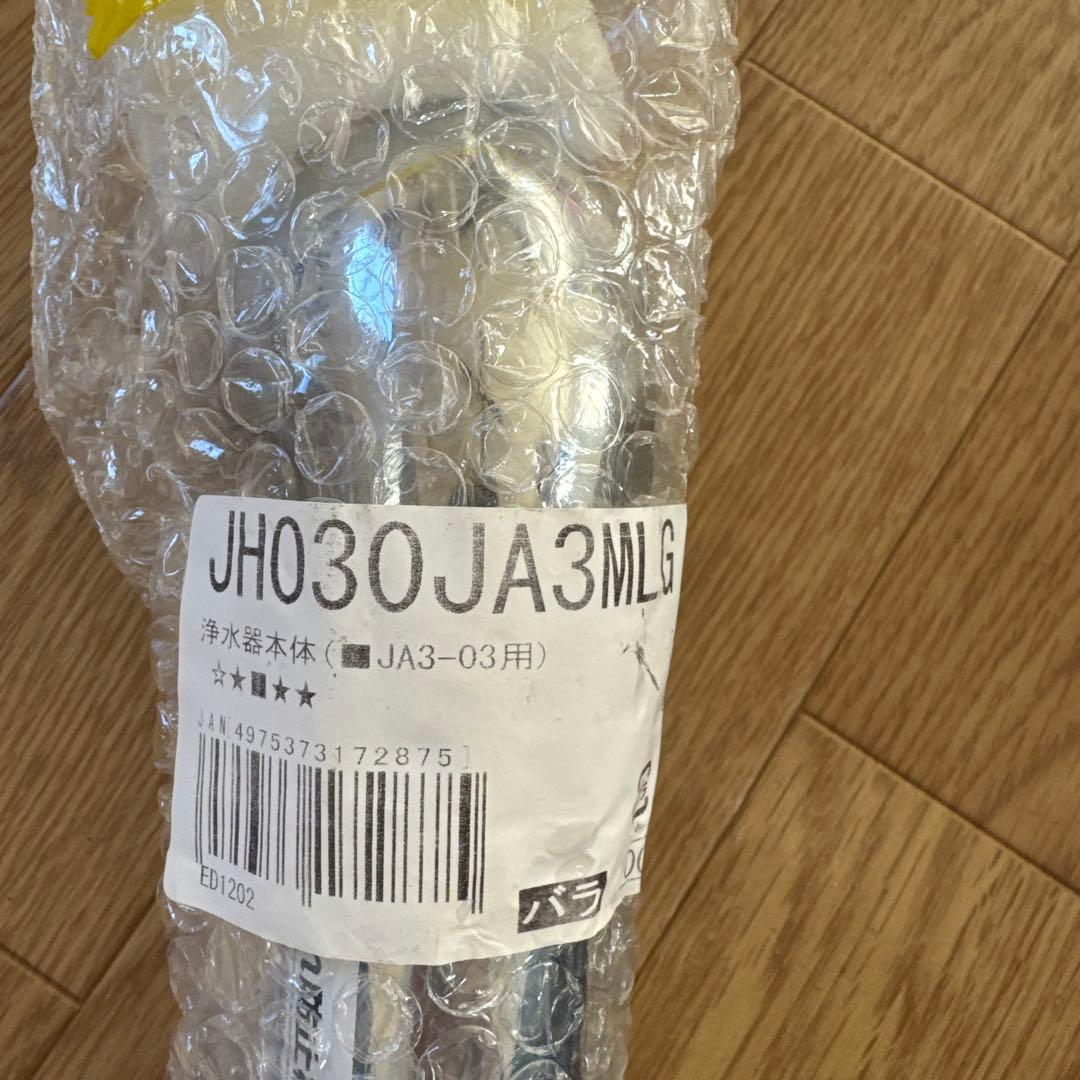 JH030JA3MLG
浄水器本体(■JA3-03用)
☆★■★★
JAN[4975373172875]
ED1202
バラ